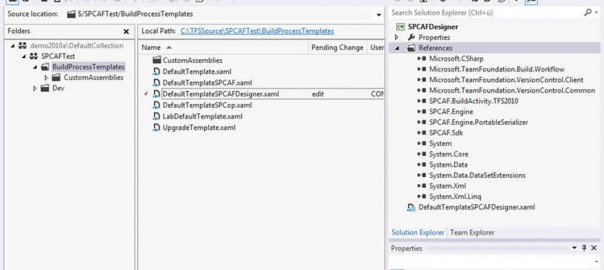 Source location: $/SPCAFTest/BuildProcessTemplates
Folders
demo2010a\DefaultCollection
SPCAFTest
BuildProcessTemplates
CustomAssemblies
Dev
Local Path: C:\TFSSource\SPCAFTest\BuildProcessTemplates
Name Pending Change User
CustomAssemblies
DefaultTemplate.xaml
DefaultTemplateSPCAF.xaml
DefaultTemplateSPCAFDesigner.xaml edit CON
DefaultTemplateSPCop.xaml
LabDefaultTemplate.xaml
UpgradeTemplate.xaml
Search Solution Explorer (Ctrl+ü)
SPCAFDesigner
Properties
References
Microsoft.CSharp
Microsoft.TeamFoundation.Build.Workflow
Microsoft.TeamFoundation.VersionControl.Client
Microsoft.TeamFoundation.VersionControl.Common
SPCAF.BuildActivity.TFS2010
SPCAF.Engine
SPCAF.Engine.PortableSerializer
SPCAF.Sdk
System
System.Core
System.Data
System.Data.DataSetExtensions
System.Xml
System.Xml.Linq
DefaultTemplateSPCAFDesigner.xaml
Solution Explorer Team Explorer
Properties